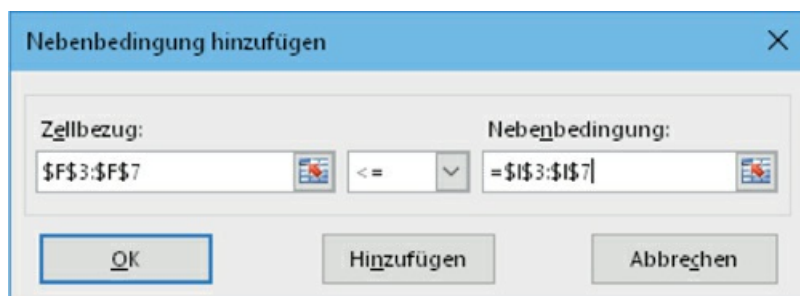 Nebenbedingung hinzufügen
Zellbezug: Nebenbedingung:
$F$3:$F$7 <= =$I$3:$I$7
OK Hinzufügen Abbrechen